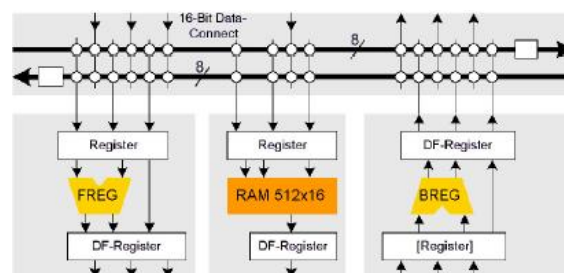 16-Bit Data-
Connect
8
8
Register
Register
DF-Register
FREG
RAM 512x16
BREG
DF-Register
DF-Register
[Register]